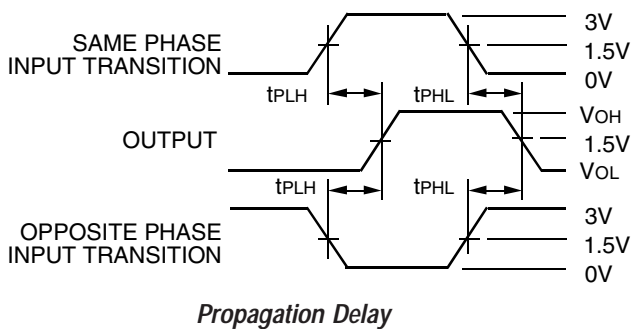 SAME PHASE
INPUT TRANSITION
3V
1.5V
0V
tPLH
tPHL
OUTPUT
VOH
1.5V
VOL
tPLH
tPHL
OPPOSITE PHASE
INPUT TRANSITION
3V
1.5V
0V
Propagation Delay